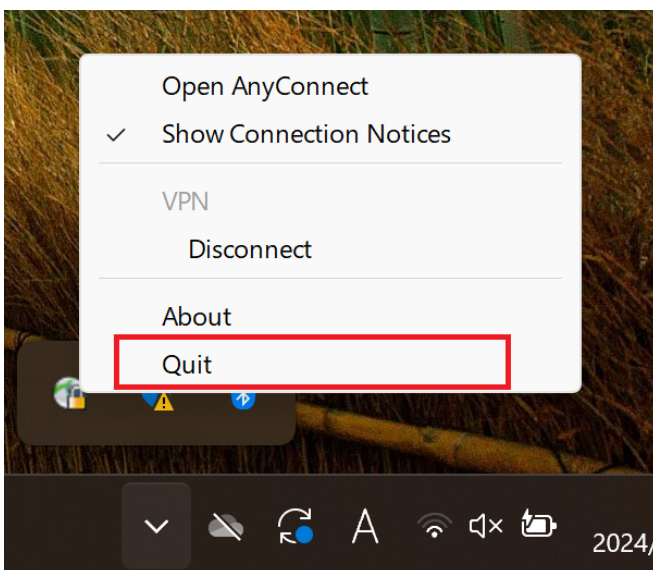 Open AnyConnect
Show Connection Notices
VPN
Disconnect
About
Quit
A
2024/